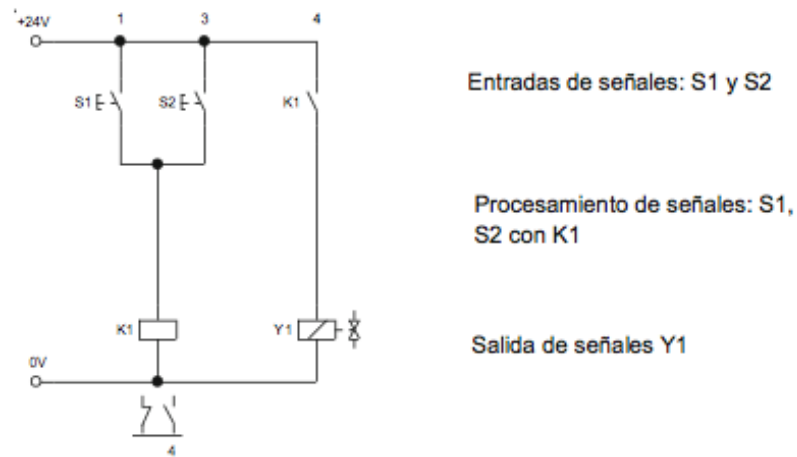 +24V 1 3 4
S1 S2 K1
K1 Y1
0V
4
Entradas de señales: S1 y S2
Procesamiento de señales: S1,
S2 con K1
Salida de señales Y1